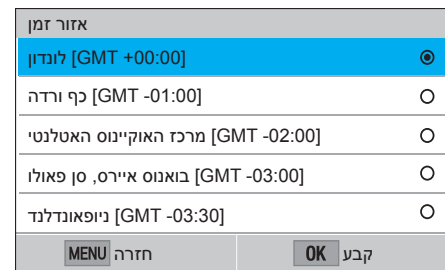 אזור זמן
[GMT +00:00] לונדון
[GMT -01:00] כף ורדה
[GMT -02:00] מרכז האוקיינוס האטלנטי
[GMT -03:00] בואנוס איירס, סן פאולו
[GMT -03:30] ניופאונדלנד
קבע OK חזרה MENU